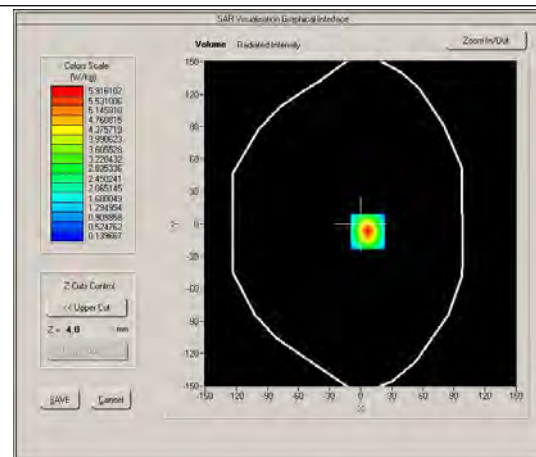 SAR Visualisation Graphical Interface
Volume Radiated Intensity
Zoom In/Out
Colors Scale
(W/kg)
5.916102
5.531006
5.145910
4.760815
4.375719
3.990623
3.605528
3.220432
2.835336
2.450241
2.065145
1.680049
1.294954
0.909858
0.524762
0.139667
Z Cuts Control
<< Upper Cut
Z = 4.0 mm
SAVE Cancel
150-
120-
90-
60-
30-
0-
-30-
-60-
-90-
-120-
-150-
Y
-150 -120 -90 -60 -30 0 30 60 90 120 150
X